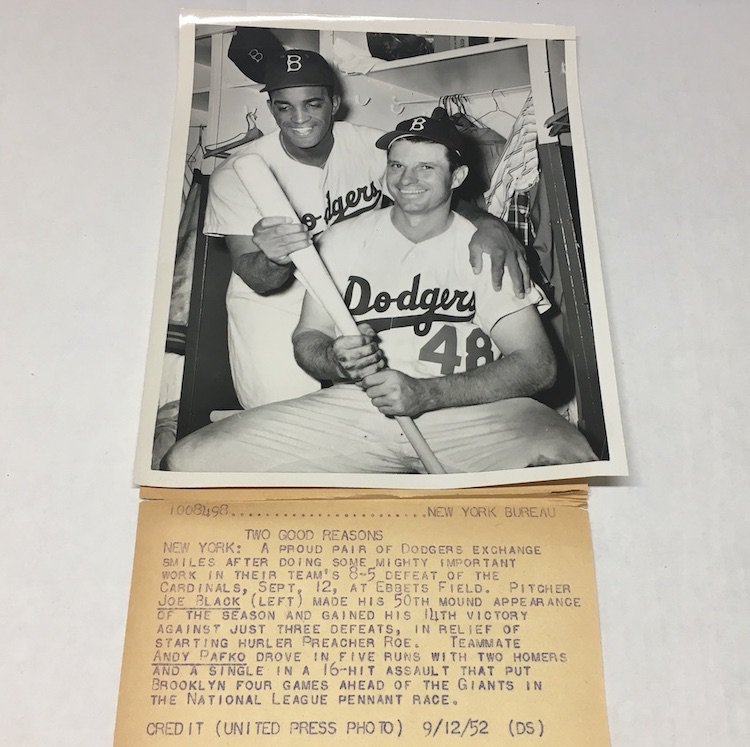 B
B
B
Dodgers
Dodgers
48
1008498...........................NEW YORK BUREAU
TWO GOOD REASONS
NEW YORK: A PROUD PAIR OF DODGERS EXCHANGE
SMILES AFTER DOING SOME MIGHTY IMPORTANT
WORK IN THEIR TEAM'S 8-5 DEFEAT OF THE
CARDINALS, SEPT. 12, AT EBBETS FIELD. PITCHER
JOE BLACK (LEFT) MADE HIS 50TH MOUND APPEARANCE
OF THE SEASON AND GAINED HIS 14TH VICTORY
AGAINST JUST THREE DEFEATS, IN RELIEF OF
STARTING HURLER PREACHER ROE. TEAMMATE
ANDY PAFKO DROVE IN FIVE RUNS WITH TWO HOMERS
AND A SINGLE IN A 16-HIT ASSAULT THAT PUT
BROOKLYN FOUR GAMES AHEAD OF THE GIANTS IN
THE NATIONAL LEAGUE PENNANT RACE.
CREDIT (UNITED PRESS PHOTO) 9/12/52 (DS)